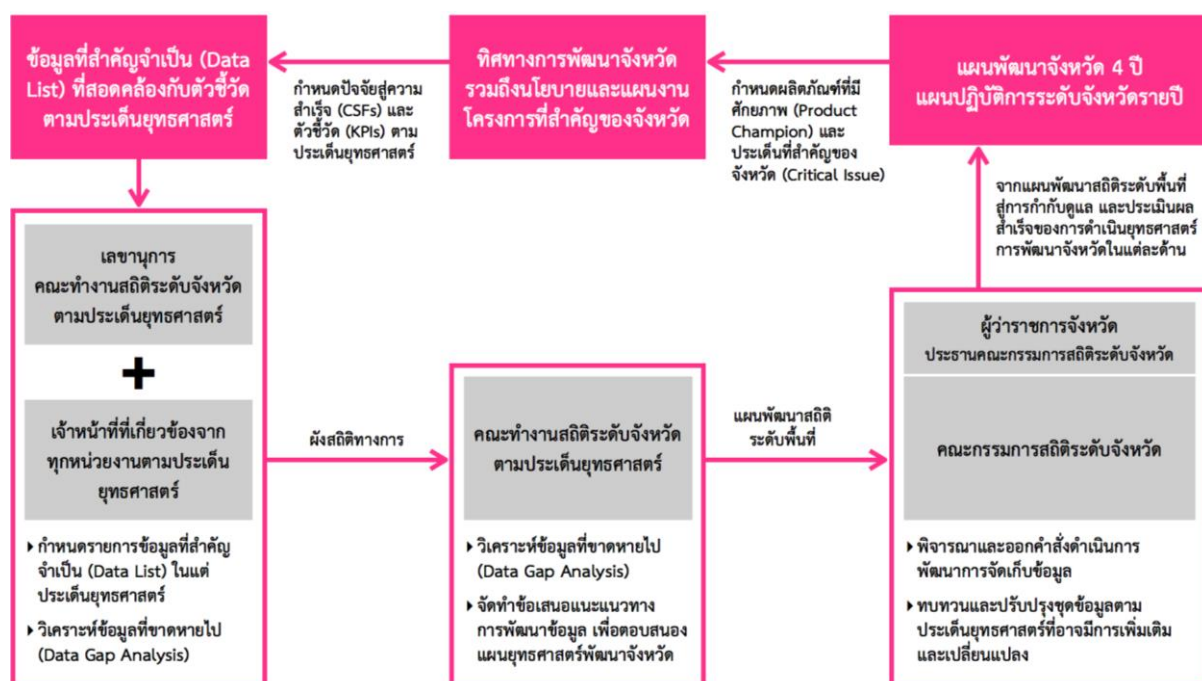 ข้อมูลที่สำคัญจำเป็น (Data
List) ที่สอดคล้องกับตัวชี้วัด
ตามประเด็นยุทธศาสตร์
กำหนดปัจจัยสู่ความ
สำเร็จ (CSFs) และ
ตัวชี้วัด (KPIs) ตาม
ประเด็นยุทธศาสตร์
ทิศทางการพัฒนาจังหวัด
รวมถึงนโยบายและแผนงาน
โครงการที่สำคัญของจังหวัด
กำหนดผลิตภัณฑ์ที่มี
ศักยภาพ (Product
Champion) และ
ประเด็นที่สำคัญของ
จังหวัด (Critical Issue)
แผนพัฒนาจังหวัด 4 ปี
แผนปฏิบัติการระดับจังหวัดรายปี
จากแผนพัฒนาสถิติระดับพื้นที่
สู่การกำกับดูแล และประเมินผล
สำเร็จของการดำเนินยุทธศาสตร์
การพัฒนาจังหวัดในแต่ละด้าน
เลขานุการ
คณะทำงานสถิติระดับจังหวัด
ตามประเด็นยุทธศาสตร์
+
เจ้าหน้าที่ที่เกี่ยวข้องจาก
ทุกหน่วยงานตามประเด็น
ยุทธศาสตร์
กำหนดรายการข้อมูลที่สำคัญ
จำเป็น (Data List) ในแต่
ประเด็นยุทธศาสตร์
วิเคราะห์ข้อมูลที่ขาดหายไป
(Data Gap Analysis)
ผังสถิติทางการ
คณะทำงานสถิติระดับจังหวัด
ตามประเด็นยุทธศาสตร์
วิเคราะห์ข้อมูลที่ขาดหายไป
(Data Gap Analysis)
จัดทำข้อเสนอแนะแนวทาง
การพัฒนาข้อมูล เพื่อตอบสนอง
แผนยุทธศาสตร์พัฒนาจังหวัด
แผนพัฒนาสถิติ
ระดับพื้นที่
ผู้ว่าราชการจังหวัด
ประธานคณะกรรมการสถิติระดับจังหวัด
คณะกรรมการสถิติระดับจังหวัด
พิจารณาและออกคำสั่งดำเนินการ
พัฒนาการจัดเก็บข้อมูล
ทบทวนและปรับปรุงชุดข้อมูลตาม
ประเด็นยุทธศาสตร์ที่อาจมีการเพิ่มเติม
และเปลี่ยนแปลง